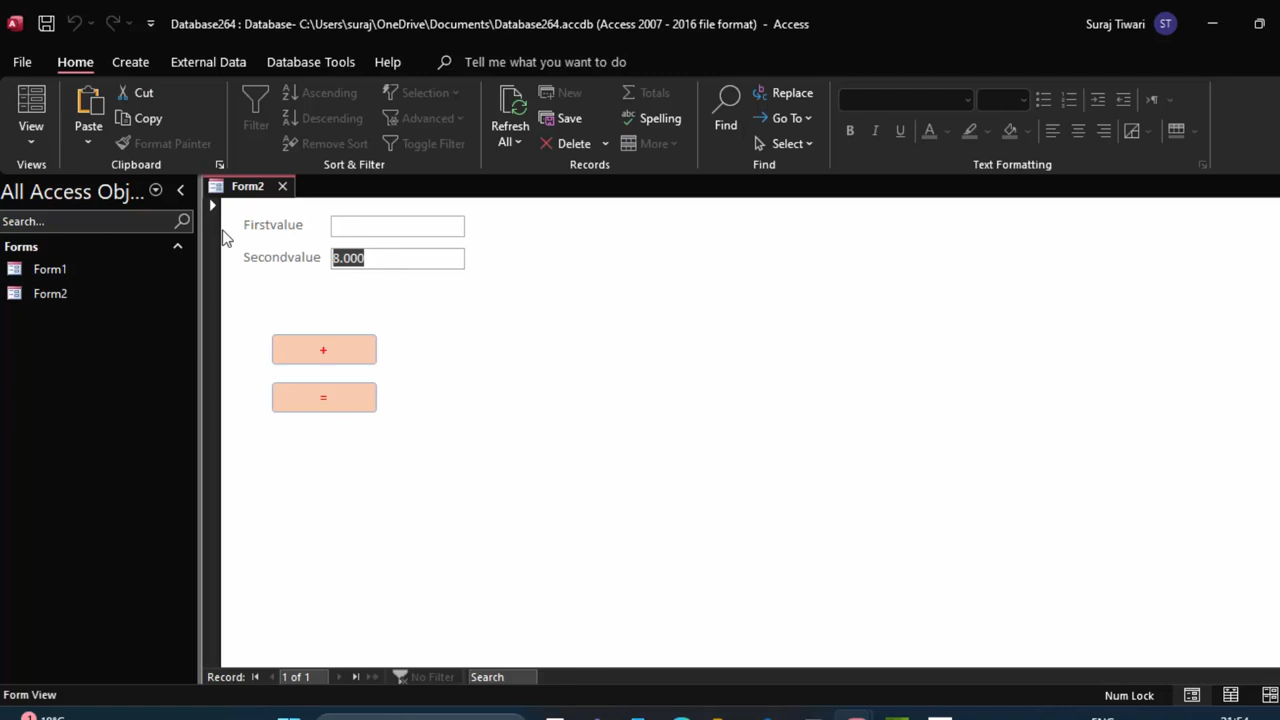 Database264 : Database- C:\Users\suraj\OneDrive\Documents\Database264.accdb (Access 2007 - 2016 file format) - Access
Suraj Tiwari
ST
File
Home
Create
External Data
Database Tools
Help
Tell me what you want to do
View
Views
Paste
Cut
Copy
Format Painter
Clipboard
Filter
Ascending
Descending
Remove Sort
Selection
Advanced
Toggle Filter
Sort & Filter
Refresh
All
New
Save
Delete
Totals
Spelling
More
Records
Find
Replace
Go To
Select
Find
B
I
U
A
Text Formatting
All Access Obj...
Search...
Forms
Form1
Form2
Form2
Firstvalue
Secondvalue
8.000
+
=
Record:
1 of 1
No Filter
Search
Form View
Num Lock